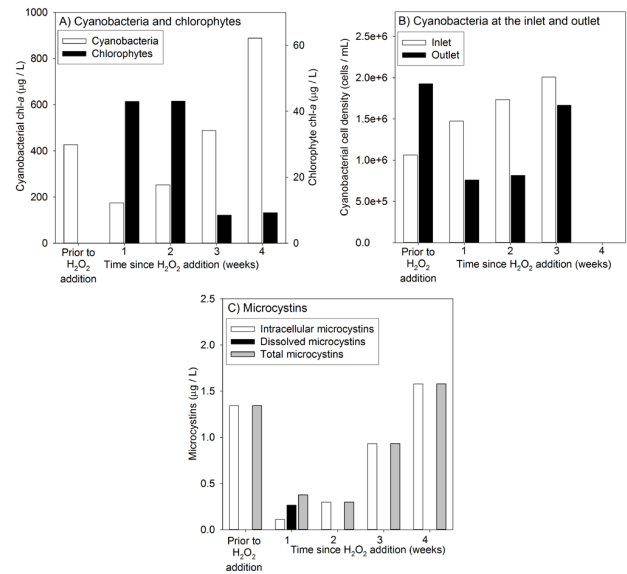 A) Cyanobacteria and chlorophytes
Cyanobacteria
Chlorophytes
Cyanobacterial chl-a (µg / L)
1000
800
600
400
200
0
Chlorophyte chl-a (µg / L)
60
40
20
0
Prior to
H₂O₂
addition
1
2
3
4
Time since H₂O₂ addition (weeks)
B) Cyanobacteria at the inlet and outlet
Inlet
Outlet
Cyanobacterial cell density (cells / mL)
2.5e+6
2.0e+6
1.5e+6
1.0e+6
5.0e+5
0.0
Prior to
H₂O₂
addition
1
2
3
4
Time since H₂O₂ addition (weeks)
C) Microcystins
Intracellular microcystins
Dissolved microcystins
Total microcystins
Microcystins (µg / L)
2.5
2.0
1.5
1.0
0.5
0.0
Prior to
H₂O₂
addition
1
2
3
4
Time since H₂O₂ addition (weeks)